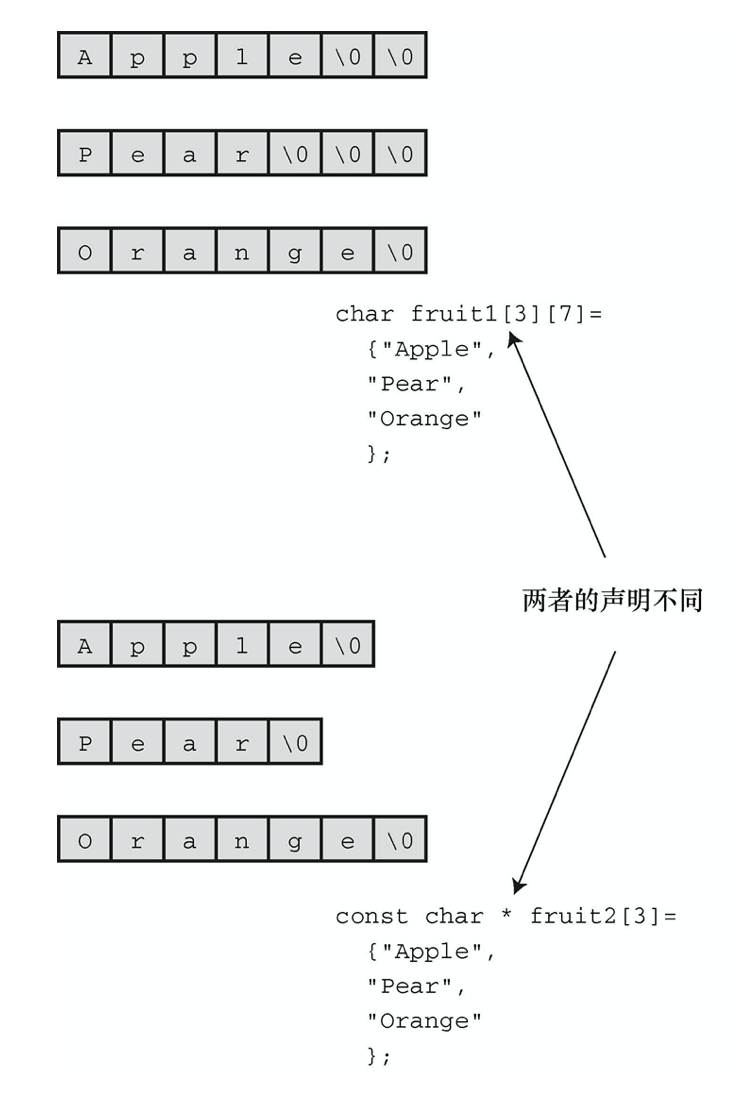 A p p l e \0 \0
P e a r \0 \0 \0
O r a n g e \0
char fruit1[3][7]=
{"Apple",
"Pear",
"Orange"
};
两者的声明不同
A p p l e \0
P e a r \0
O r a n g e \0
const char * fruit2[3]=
{"Apple",
"Pear",
"Orange"
};